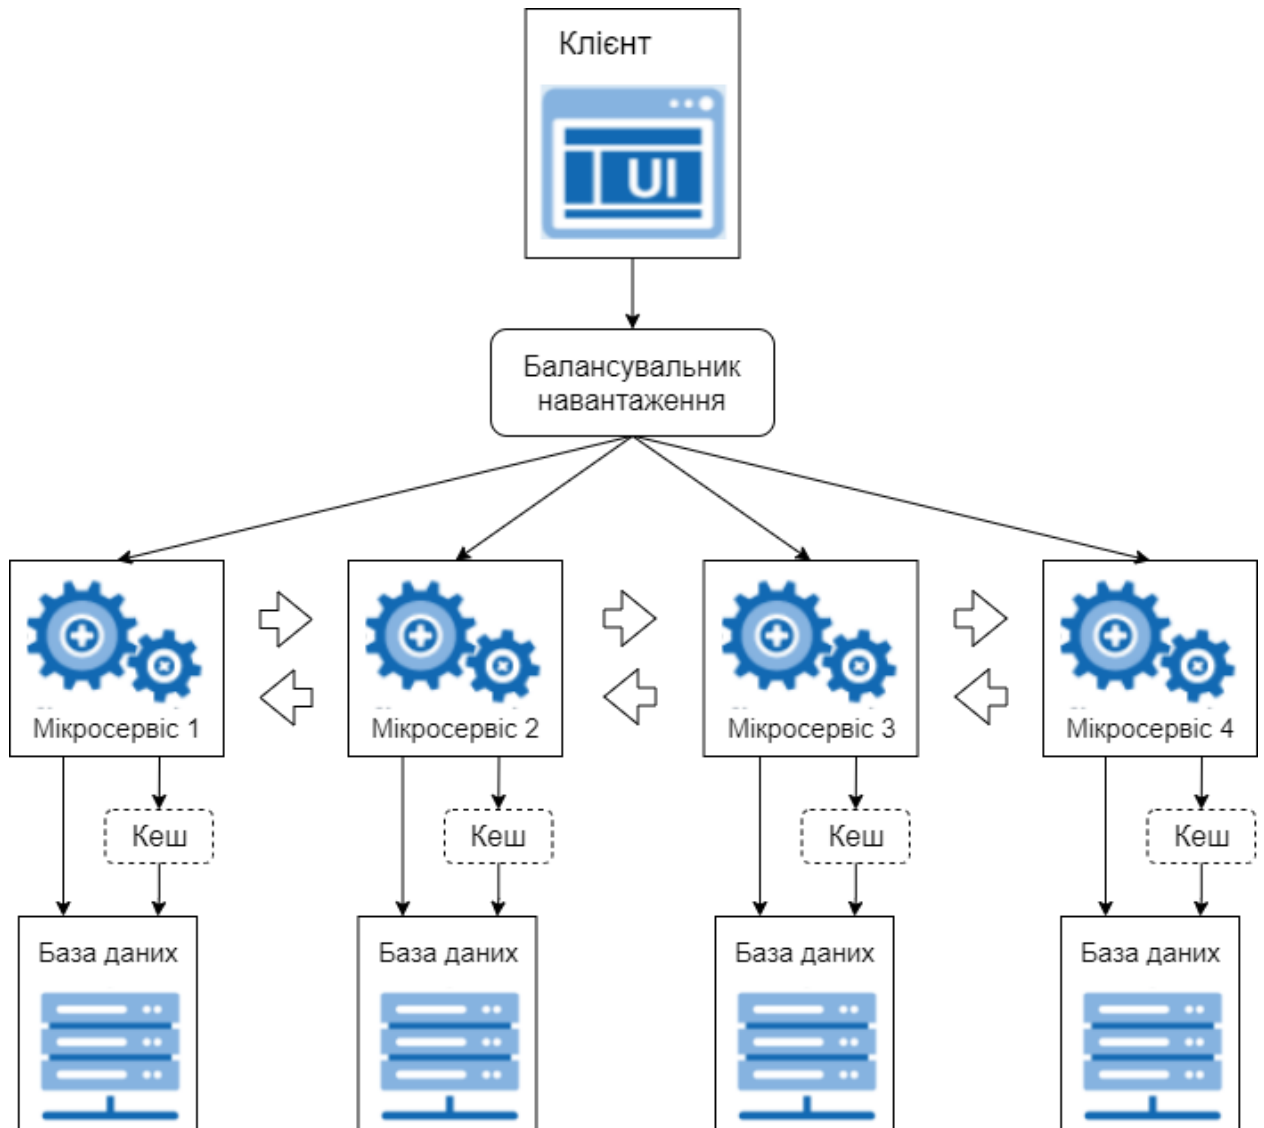 Клієнт
UI
Балансувальник
навантаження
Мікросервіс 1
Мікросервіс 2
Мікросервіс 3
Мікросервіс 4
Кеш
Кеш
Кеш
Кеш
База даних
База даних
База даних
База даних